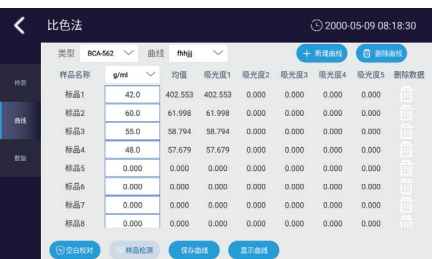 比色法 2000-05-09 08:18:30
类型 BCA-562 曲线 fhhjjj + 新建曲线 删除曲线
样品名称 g/ml 均值 吸光度1 吸光度2 吸光度3 吸光度4 吸光度5 删除数据
检测
标品1 42.0 402.553 402.553 0.000 0.000 0.000 0.000
标品2 60.0 61.998 61.998 0.000 0.000 0.000 0.000
曲线
标品3 55.0 58.794 58.794 0.000 0.000 0.000 0.000
标品4 48.0 57.679 57.679 0.000 0.000 0.000 0.000
数据
标品5 0.000 0.000 0.000 0.000 0.000 0.000 0.000
标品6 0.000 0.000 0.000 0.000 0.000 0.000 0.000
标品7 0.000 0.000 0.000 0.000 0.000 0.000 0.000
标品8 0.000 0.000 0.000 0.000 0.000 0.000 0.000
空白校对 样品检测 保存曲线 显示曲线